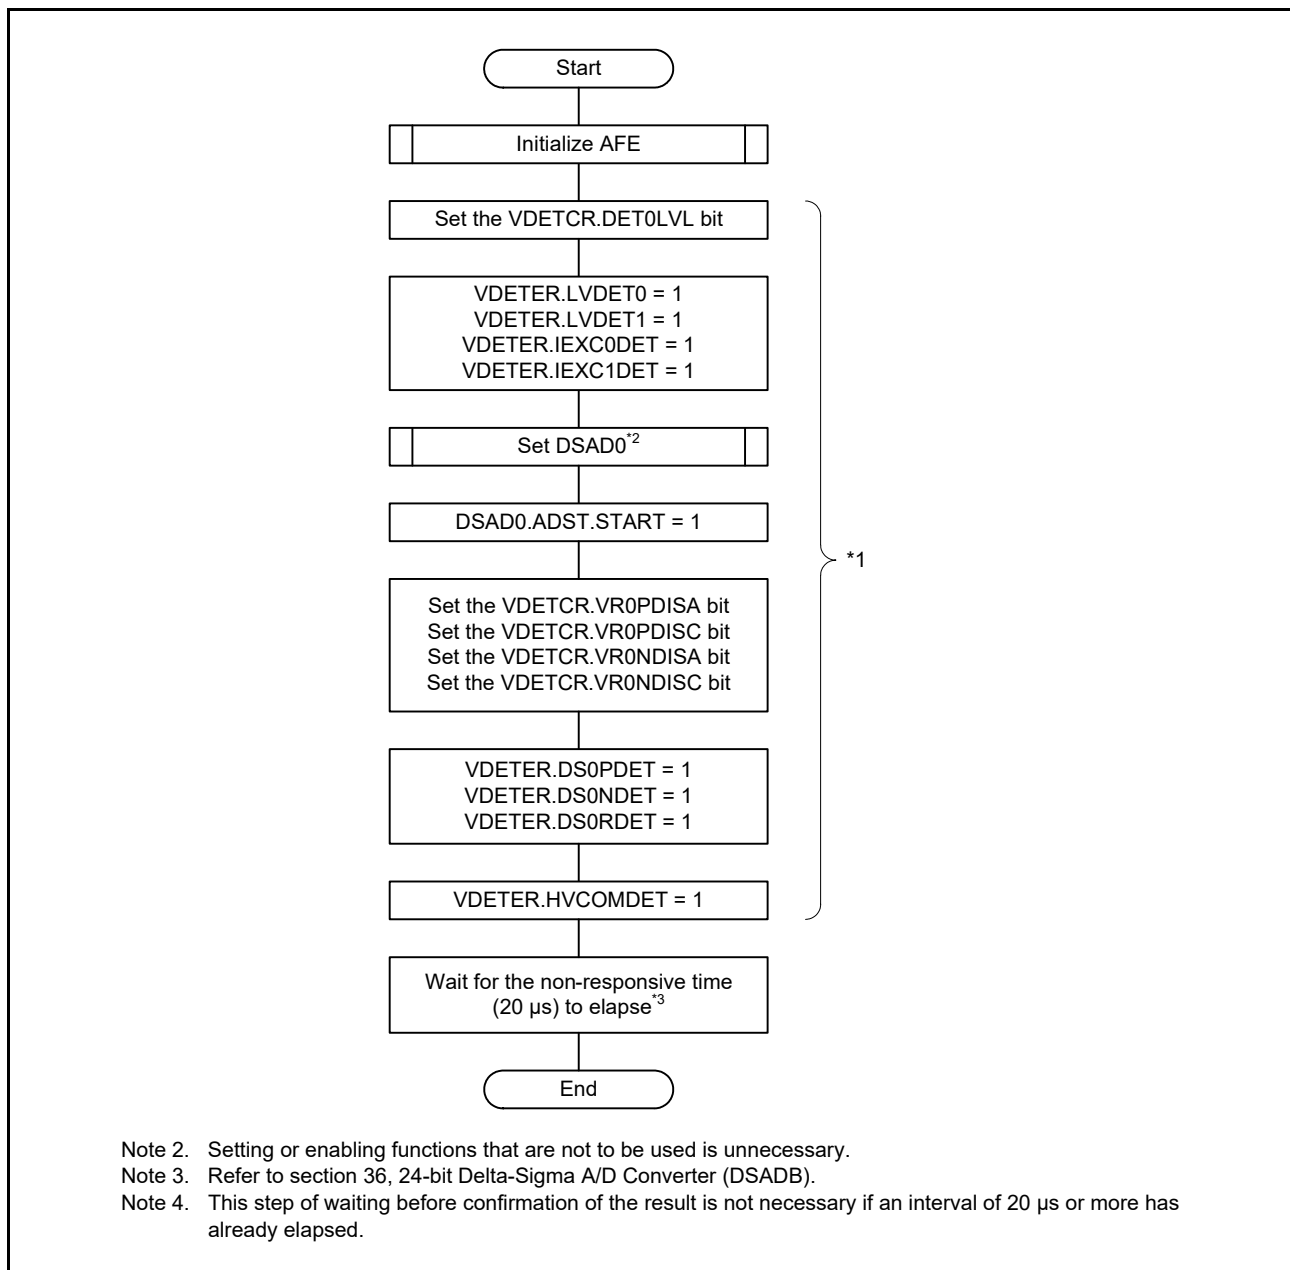 Start
Initialize AFE
Set the VDETCR.DET0LVL bit
VDETER.LVDET0 = 1
VDETER.LVDET1 = 1
VDETER.IEXC0DET = 1
VDETER.IEXC1DET = 1
Set DSAD0*2
DSAD0.ADST.START = 1
*1
Set the VDETCR.VR0PDISA bit
Set the VDETCR.VR0PDISC bit
Set the VDETCR.VR0NDISA bit
Set the VDETCR.VR0NDISC bit
VDETER.DS0PDET = 1
VDETER.DS0NDET = 1
VDETER.DS0RDET = 1
VDETER.HVCOMDET = 1
Wait for the non-responsive time
(20 µs) to elapse*3
End
Note 2. Setting or enabling functions that are not to be used is unnecessary.
Note 3. Refer to section 36, 24-bit Delta-Sigma A/D Converter (DSADB).
Note 4. This step of waiting before confirmation of the result is not necessary if an interval of 20 µs or more has
already elapsed.